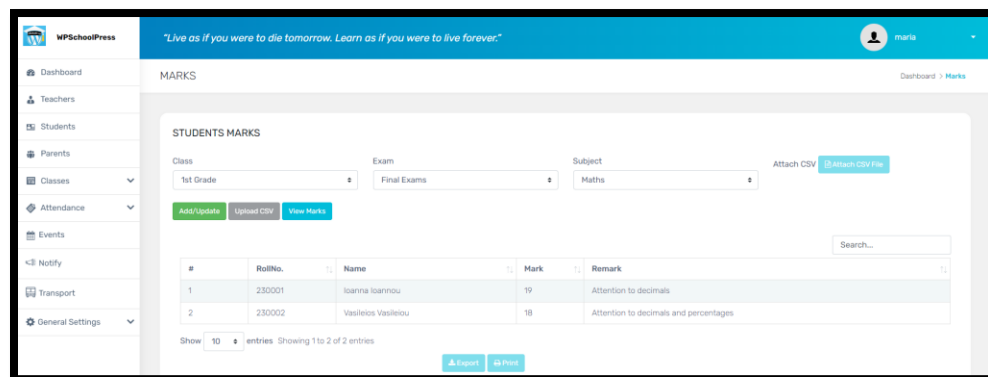 WPSchoolPress
"Live as if you were to die tomorrow. Learn as if you were to live forever."
maria
Dashboard
Teachers
Students
Parents
Classes
Attendance
Events
Notify
Transport
General Settings
MARKS
Dashboard > Marks
STUDENTS MARKS
Class Exam Subject
1st Grade Final Exams Maths
Attach CSV Attach CSV File
Add/Update Upload CSV View Marks
Search...
# RollNo. Name Mark Remark
1 230001 Ioanna Ioannou 19 Attention to decimals
2 230002 Vasileios Vasileiou 18 Attention to decimals and percentages
Show 10 entries Showing 1 to 2 of 2 entries
Export Print